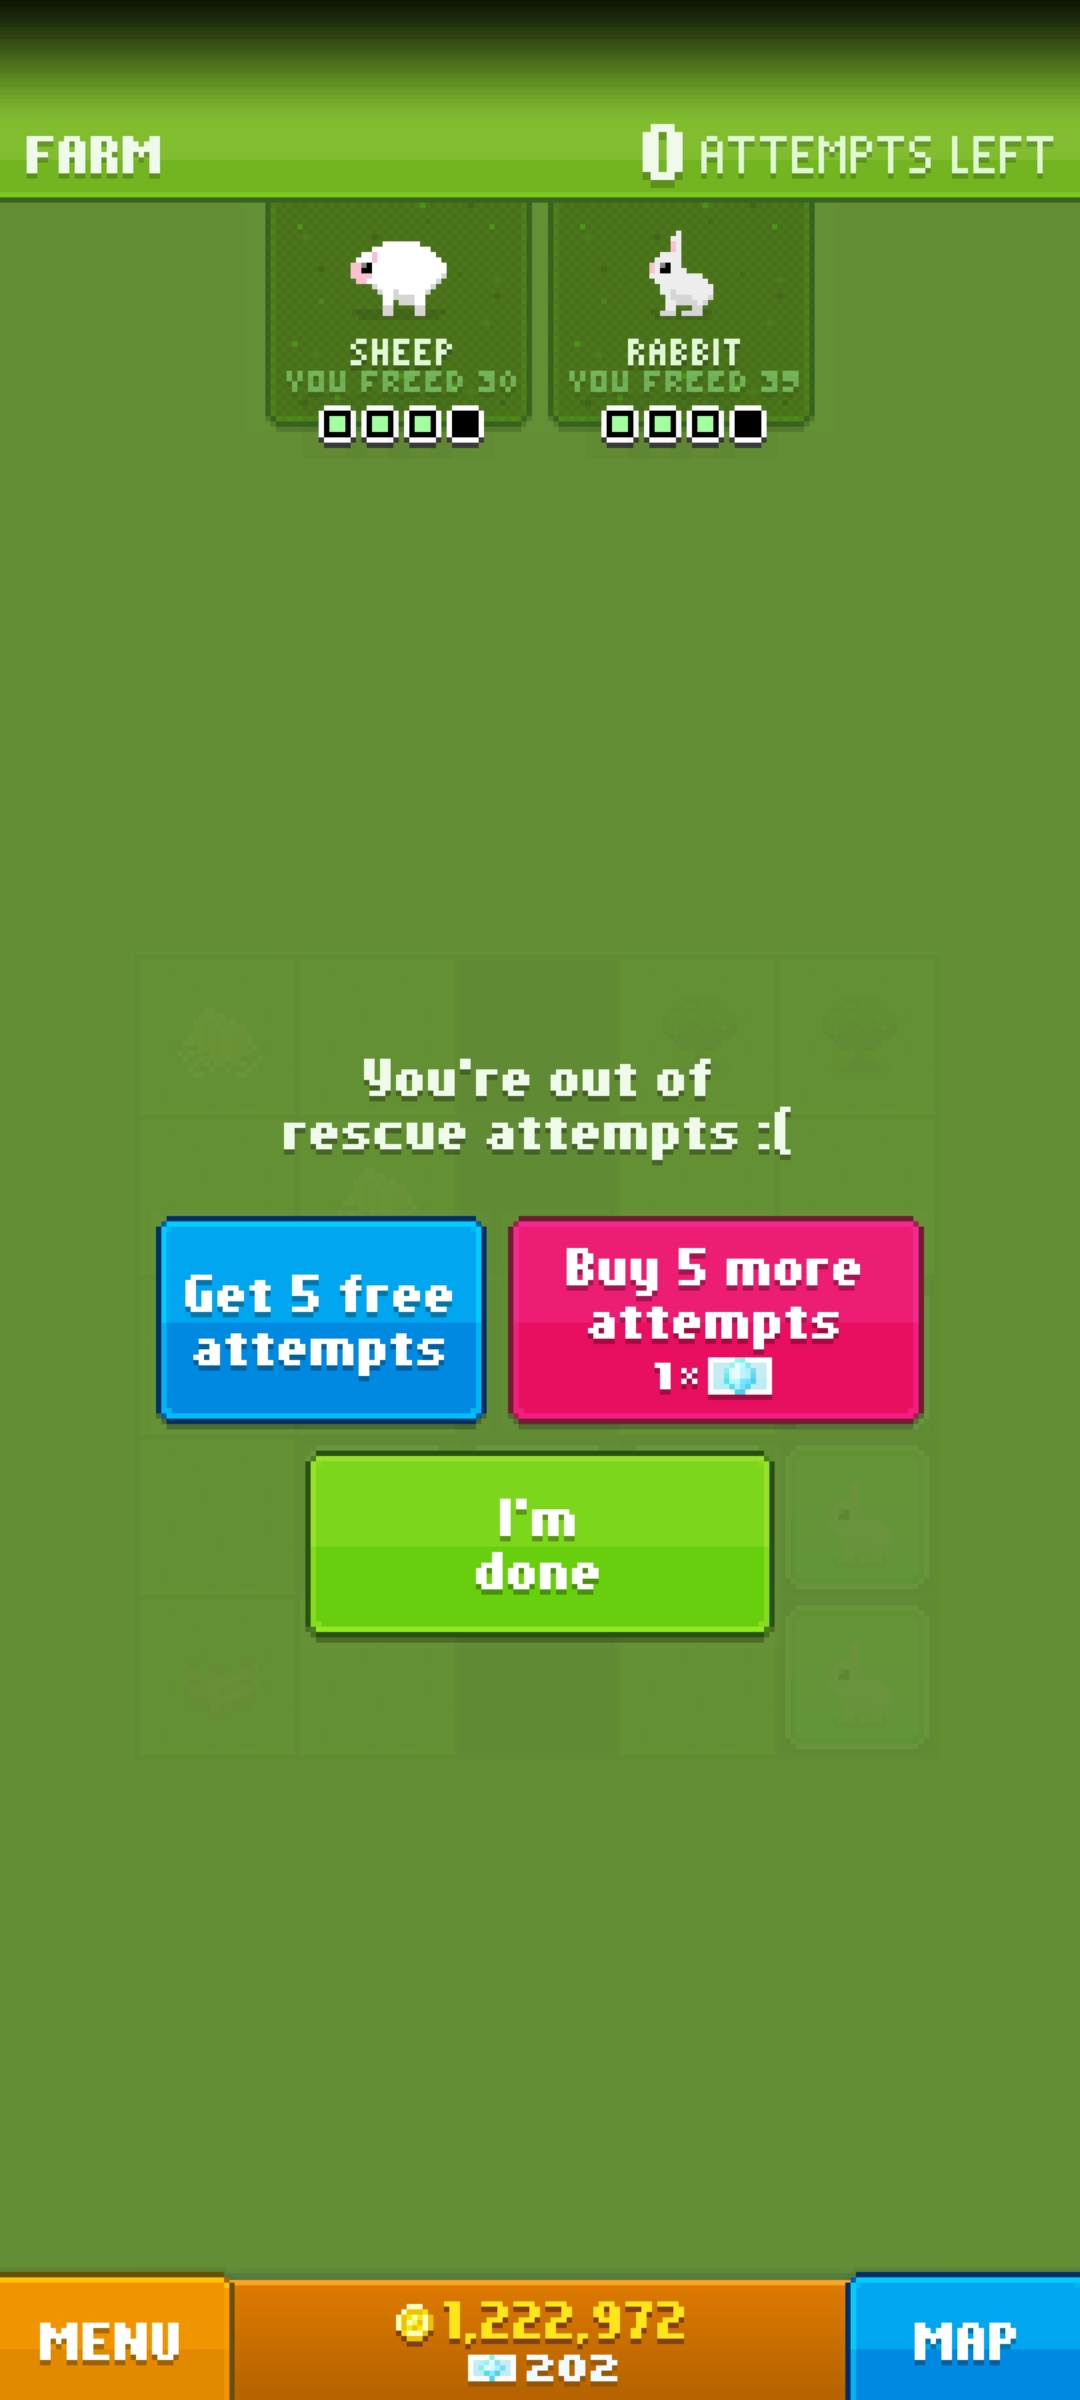 FARM
0 ATTEMPTS LEFT
SHEEP
YOU FREED 30
RABBIT
YOU FREED 39
You're out of
rescue attempts :(
Get 5 free
attempts
Buy 5 more
attempts
1×
I'm
done
MENU
1,222,972
202
MAP